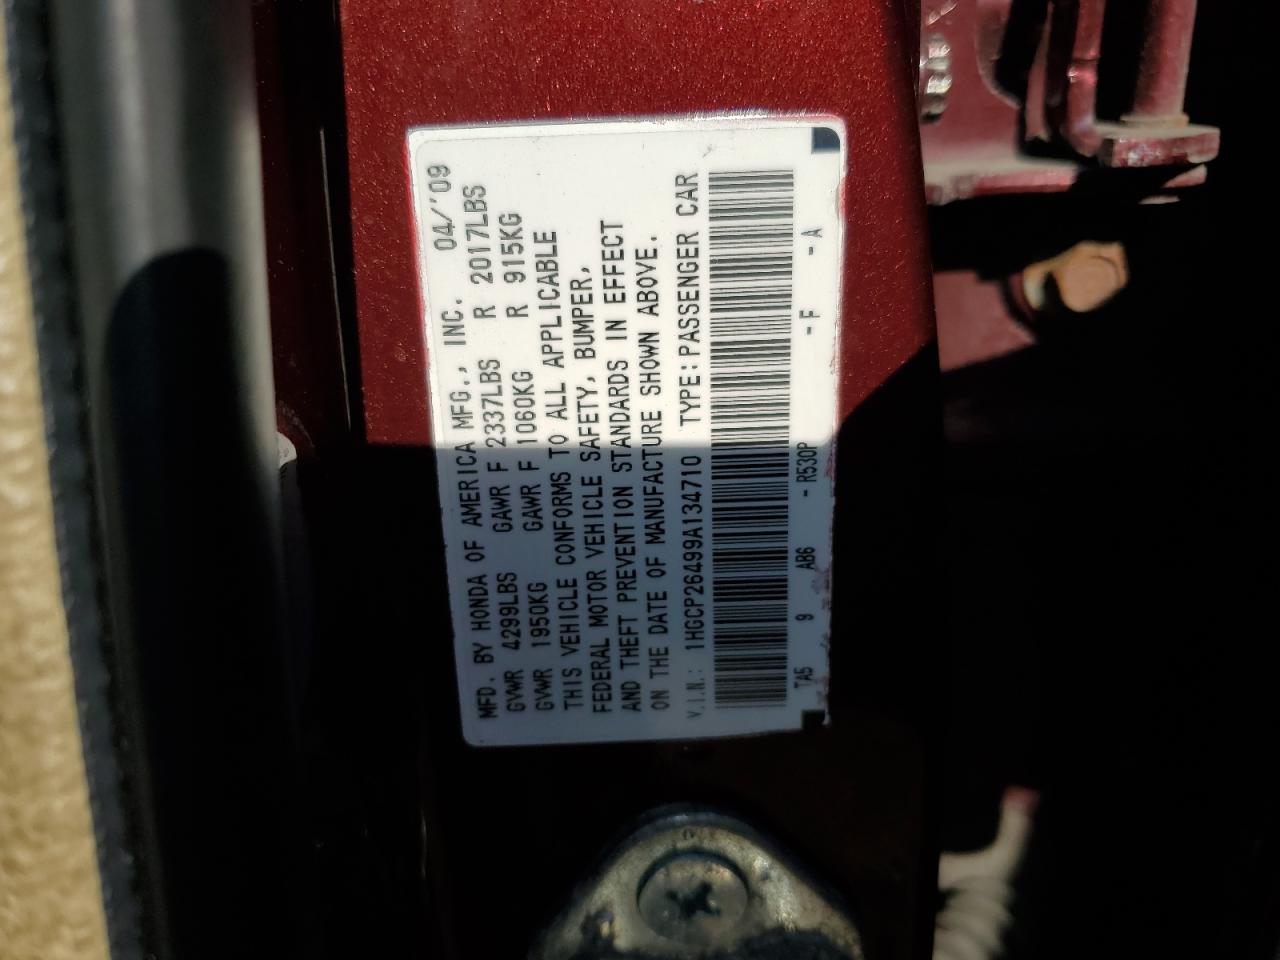 MFD. BY HONDA OF AMERICA MFG., INC. 04/'09
GVWR 4299LBS GAWR F 2337LBS R 2017LBS
GVWR 1950KG GAWR F 1060KG R 915KG
THIS VEHICLE CONFORMS TO ALL APPLICABLE
FEDERAL MOTOR VEHICLE SAFETY, BUMPER,
AND THEFT PREVENTION STANDARDS IN EFFECT
ON THE DATE OF MANUFACTURE SHOWN ABOVE.
V.I.N.: 1HGCP26499A134710 TYPE:PASSENGER CAR
TA5 9 AB6 - R530P - F - A